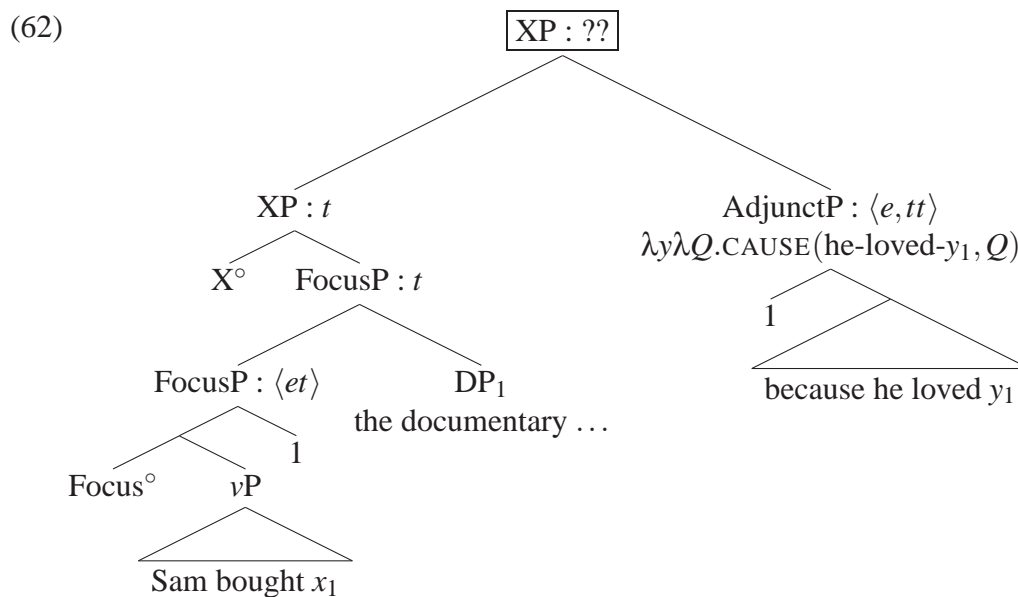 (62)
XP : ??
XP : t
AdjunctP : ⟨e,tt⟩
λyλQ.CAUSE(he-loved-y₁,Q)
X° FocusP : t
1
because he loved y₁
FocusP : ⟨et⟩
DP₁
the documentary …
1
Focus° vP
Sam bought x₁